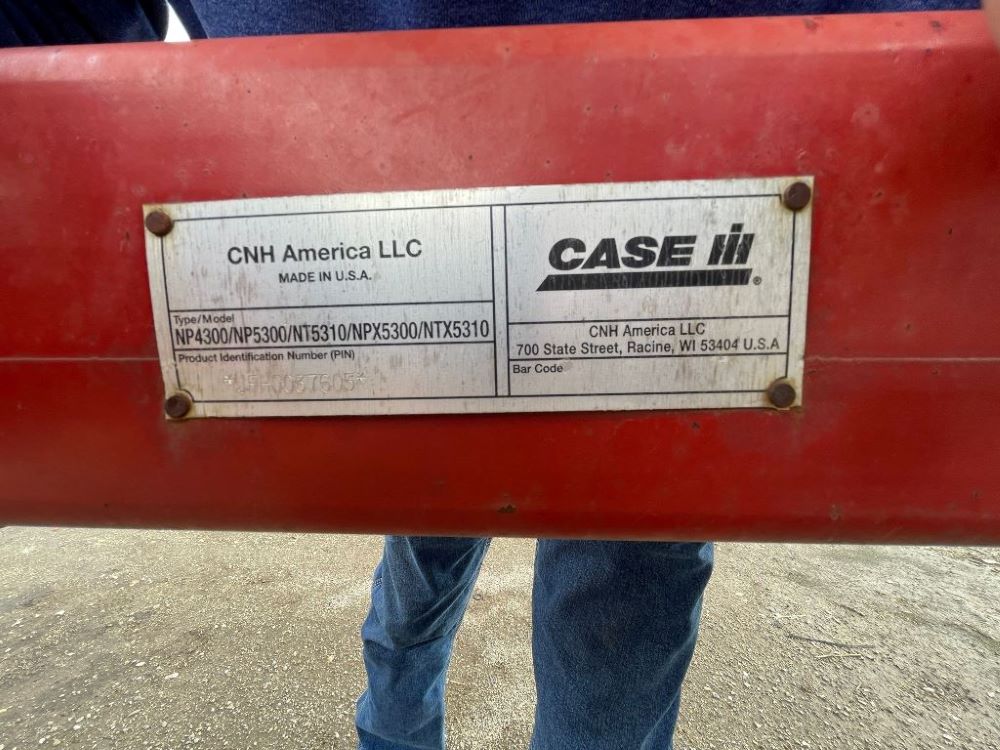 CNH America LLC
MADE IN U.S.A.
Type/Model
NP4300/NP5300/NT5310/NPX5300/NTX5310
Product Identification Number (PIN)
CASE IH
®
CNH America LLC
700 State Street, Racine, WI 53404 U.S.A
Bar Code